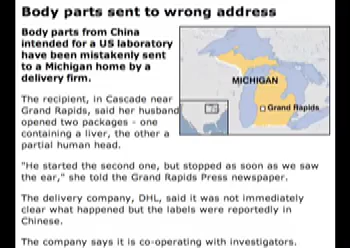 Body parts sent to wrong address
Body parts from China
intended for a US laboratory
have been mistakenly sent
to a Michigan home by a
delivery firm.
MICHIGAN
Grand Rapids
The recipient, in Cascade near
Grand Rapids, said her husband
opened two packages - one
containing a liver, the other a
partial human head.
"He started the second one, but stopped as soon as we saw
the ear," she told the Grand Rapids Press newspaper.
The delivery company, DHL, said it was not immediately
clear what happened but the labels were reportedly in
Chinese.
The company says it is co-operating with investigators.